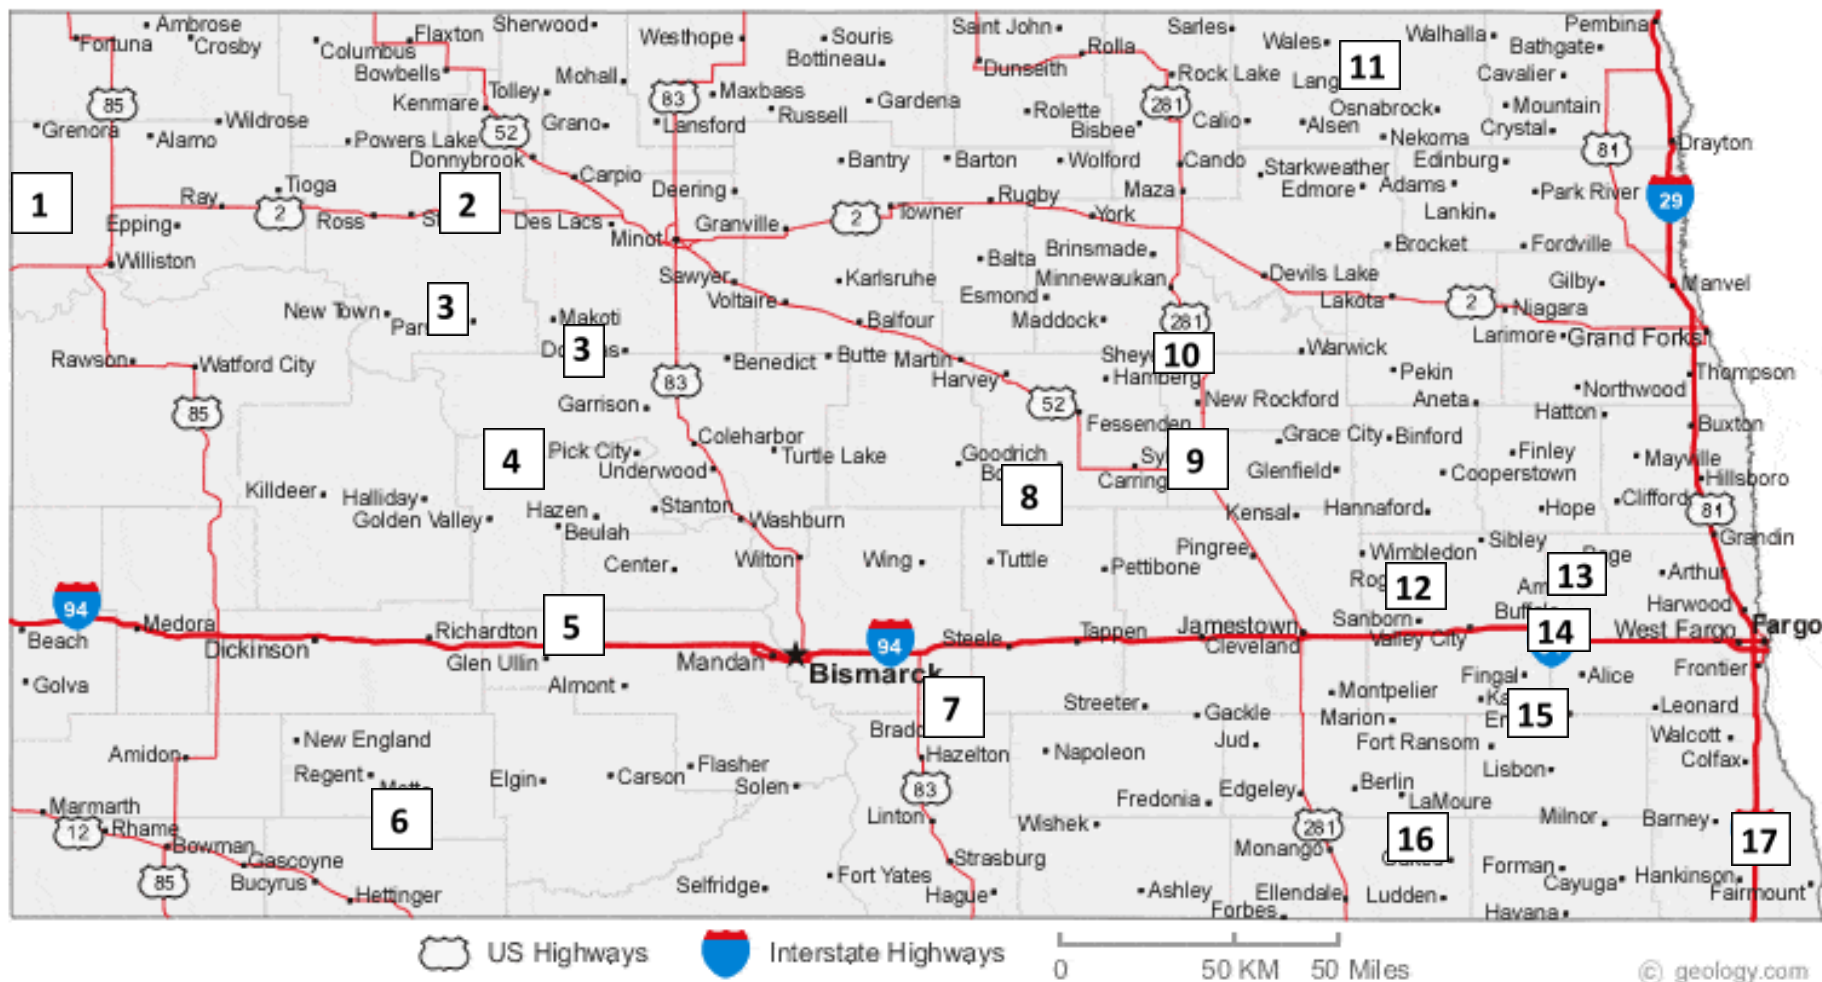 Ambrose
Fortuna
Crosby
Columbus
Flaxton
Sherwood
Bowbells
Mohall
Tolley
Kenmare
Westhope
Souris
Bottineau
Saint John
Rolla
Dunseith
Sarles
Wales
Walhalla
Pembina
Bathgate
11
Rock Lake
Lang
Cavalier
85
83
Maxbass
Gardena
281
Osnabrock
Mountain
Wildrose
Grenora
Alamo
52
Grano
Lansford
Russell
Rolette
Bisbee
Calio
Alsen
Nekoma
Crystal
81
Drayton
Powers Lake
Donnybrook
Carpio
Bantry
Barton
Wolford
Cando
Starkweather
Edinburg
1
Ray
Tioga
2
2
Deering
Maza
Edmore
Adams
Park River
29
Epping
Ross
Des Lacs
Minot
Granville
2
Towner
Rugby
York
Lankin
Williston
Sawyer
Karlsruhe
Balta
Brinsmade
Minnewaukan
Devils Lake
Brocket
Fordville
Gilby
Manvel
New Town
3
Voltaire
Esmond
Lakota
2
Niagara
Makoti
3
Balfour
Maddock
281
Larimore
Grand Forks
Rawson
Watford City
Benedict
Butte
Martin
Harvey
10
Hamberg
Warwick
Pekin
Thompson
85
83
Garrison
52
Fessenden
New Rockford
Aneta
Northwood
Hatton
Buxton
4
Pick City
Coleharbor
Underwood
Turtle Lake
Goodrich
9
Grace City
Binford
Glenfield
Finley
Cooperstown
Mayville
Hillsboro
Killdeer
Halliday
Golden Valley
Hazen
Beulah
Stanton
Washburn
8
Carring
Kensal
Hannaford
Hope
Clifford
81
Grandin
Center
Wilton
Wing
Tuttle
Pettibone
Pingree
Wimbledon
Sibley
12
13
Arthur
94
Beach
Medora
Dickinson
Richardton
5
Glen Ullin
Mandan
Bismarck
94
Steele
Tappen
Jamestown
Cleveland
Sanborn
Valley City
Buffalo
14
Harwood
West Fargo
Fargo
Golva
Almont
7
Streeter
Gackle
Montpelier
Marion
Fingal
15
Alice
Frontier
Leonard
Amidon
New England
Regent
Elgin
Carson
Flasher
Solen
Hazelton
Napoleon
Jud
Fort Ransom
Lisbon
Walcott
Colfax
Marmarth
12
Rhame
6
83
Linton
Wishek
Fredonia
Edgeley
Berlin
LaMoure
281
16
Milnor
Barney
17
Bowman
85
Gascoyne
Bucyrus
Hettinger
Selfridge
Fort Yates
Strasburg
Hague
Ashley
Monango
Ellendale
Forbes
Ludden
Forman
Cayuga
Havana
Hankinson
Fairmount
US Highways
Interstate Highways
0 50 KM 50 Miles
© geology.com